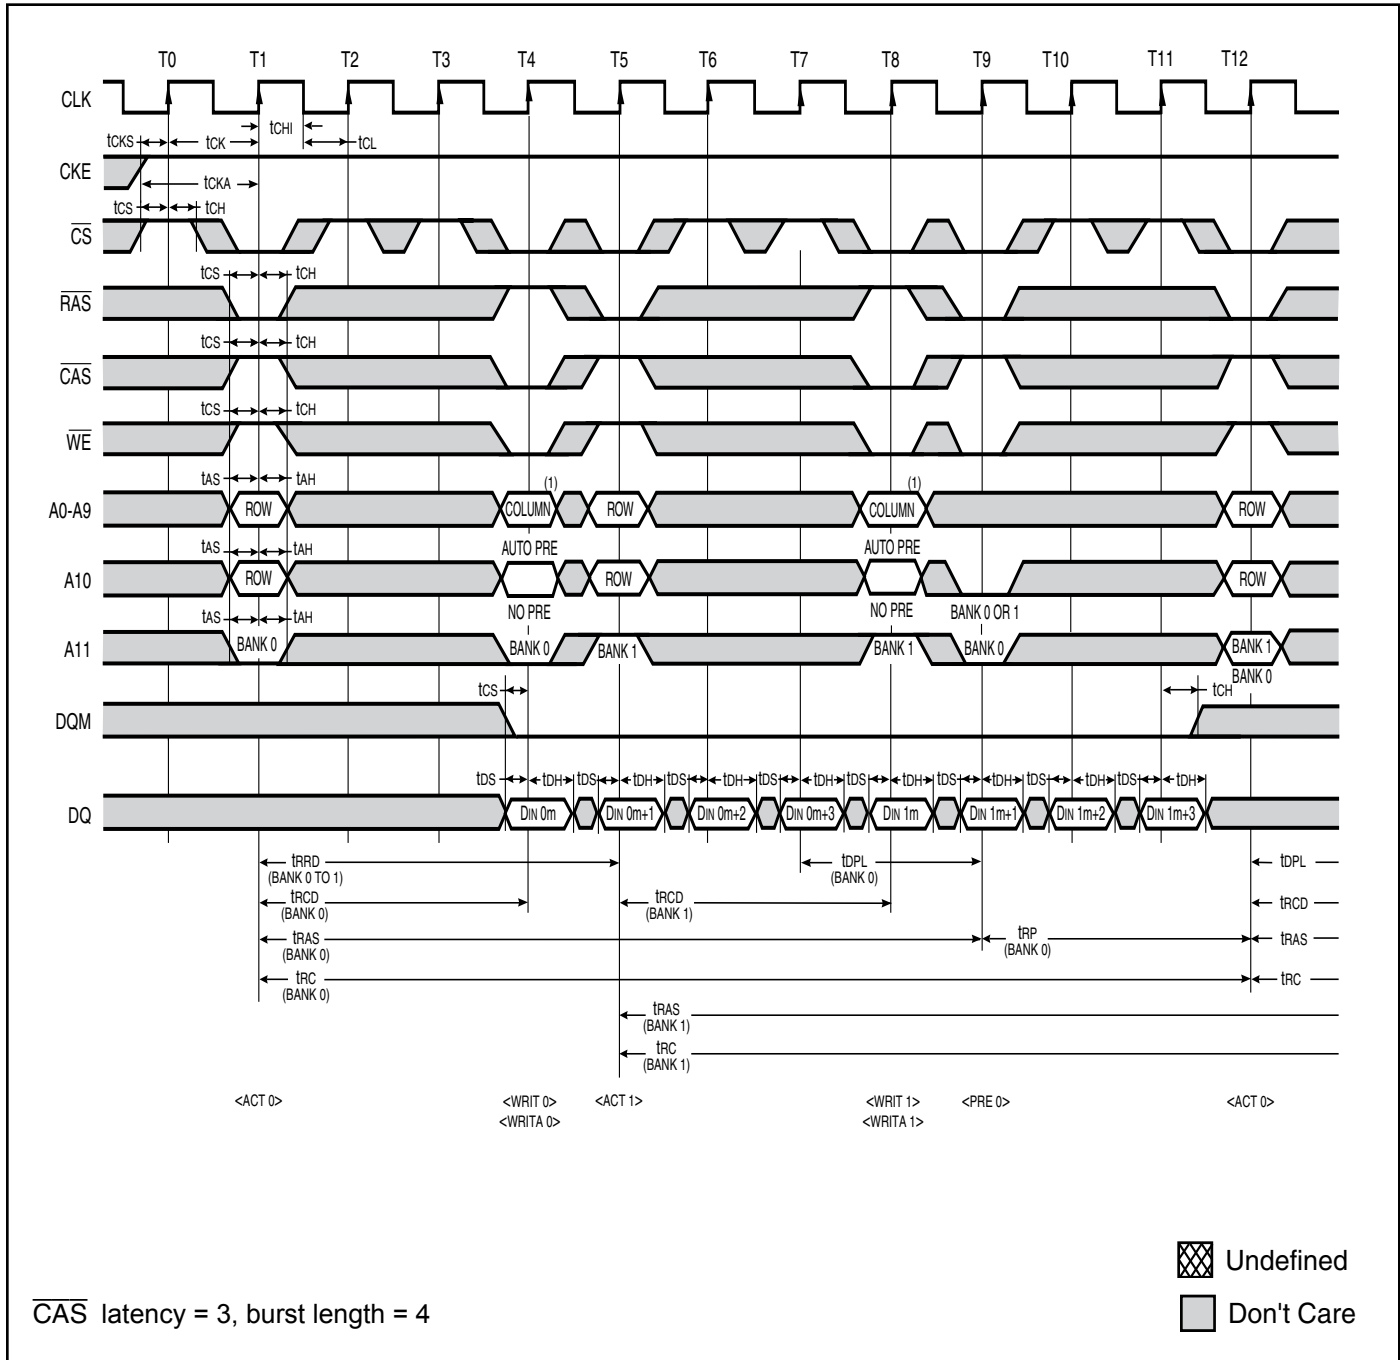 T0 T1 T2 T3 T4 T5 T6 T7 T8 T9 T10 T11 T12
CLK
tCHI
tCKS tCK tCL
CKE
tCKA
tCS tCH
CS
tCS tCH
RAS
tCS tCH
CAS
tCS tCH
WE
tAS tAH (1) (1)
A0-A9 ROW COLUMN ROW COLUMN ROW
tAS tAH AUTO PRE AUTO PRE
A10 ROW ROW ROW
tAS tAH NO PRE NO PRE BANK 0 OR 1
A11 BANK 0 BANK 0 BANK 1 BANK 1 BANK 0 BANK 1
BANK 0
tCS tCH
DQM
tDS tDH tDS tDH tDS tDH tDS tDH tDS tDH tDS tDH tDS tDH tDS tDH
DQ DIN 0m DIN 0m+1 DIN 0m+2 DIN 0m+3 DIN 1m DIN 1m+1 DIN 1m+2 DIN 1m+3
tRRD tDPL tDPL
(BANK 0 TO 1) (BANK 0)
tRCD tRCD tRCD
(BANK 0) (BANK 1)
tRAS tRP tRAS
(BANK 0) (BANK 0)
tRC tRC
(BANK 0)
tRAS
(BANK 1)
tRC
(BANK 1)
<ACT 0> <WRIT 0> <ACT 1> <WRIT 1> <PRE 0> <ACT 0>
<WRITA 0> <WRITA 1>
Undefined
CAS latency = 3, burst length = 4 Don't Care